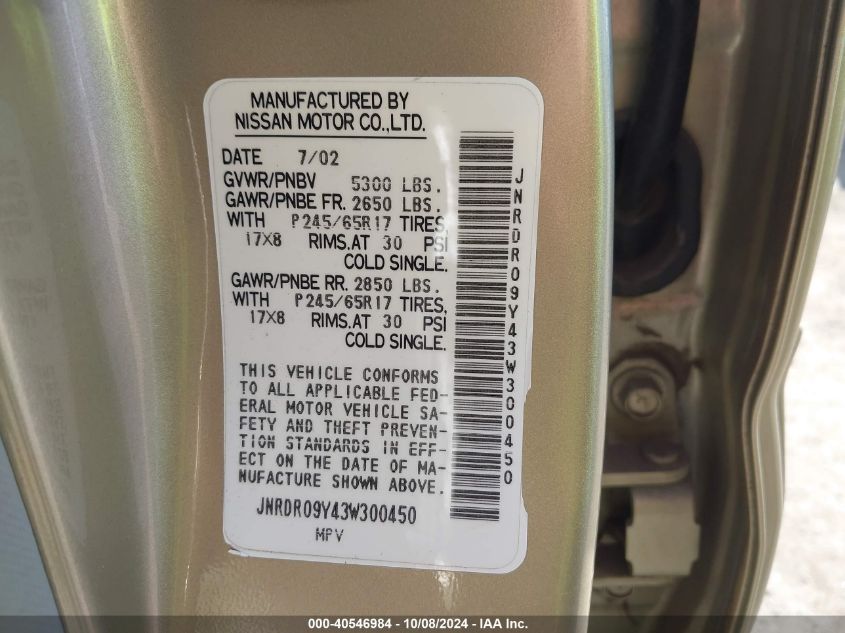 MANUFACTURED BY
NISSAN MOTOR CO.,LTD.
DATE 7/02
GVWR/PNBV 5300 LBS.
GAWR/PNBE FR. 2650 LBS.
WITH P245/65R17 TIRES,
17X8 RIMS.AT 30 PSI
COLD SINGLE.
GAWR/PNBE RR. 2850 LBS.
WITH P245/65R17 TIRES,
17X8 RIMS.AT 30 PSI
COLD SINGLE.
THIS VEHICLE CONFORMS
TO ALL APPLICABLE FED-
ERAL MOTOR VEHICLE SA-
FETY AND THEFT PREVEN-
TION STANDARDS IN EFF-
ECT ON THE DATE OF MA-
NUFACTURE SHOWN ABOVE.
JNRDR09Y43W300450
MPV
JNRDR09Y43W300450
000-40546984 - 10/08/2024 - IAA Inc.